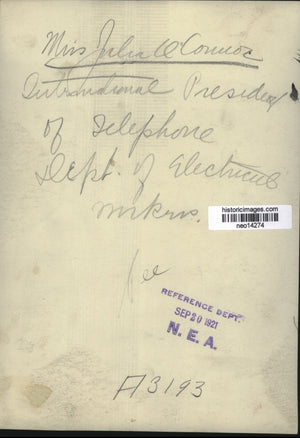 Miss Julia O'Connor
International President
of Telephone
Dept. of Electrical
workers.
historicimages.com
neo14274
REFERENCE DEPT.
SEP 20 1921
N. E. A.
A3193